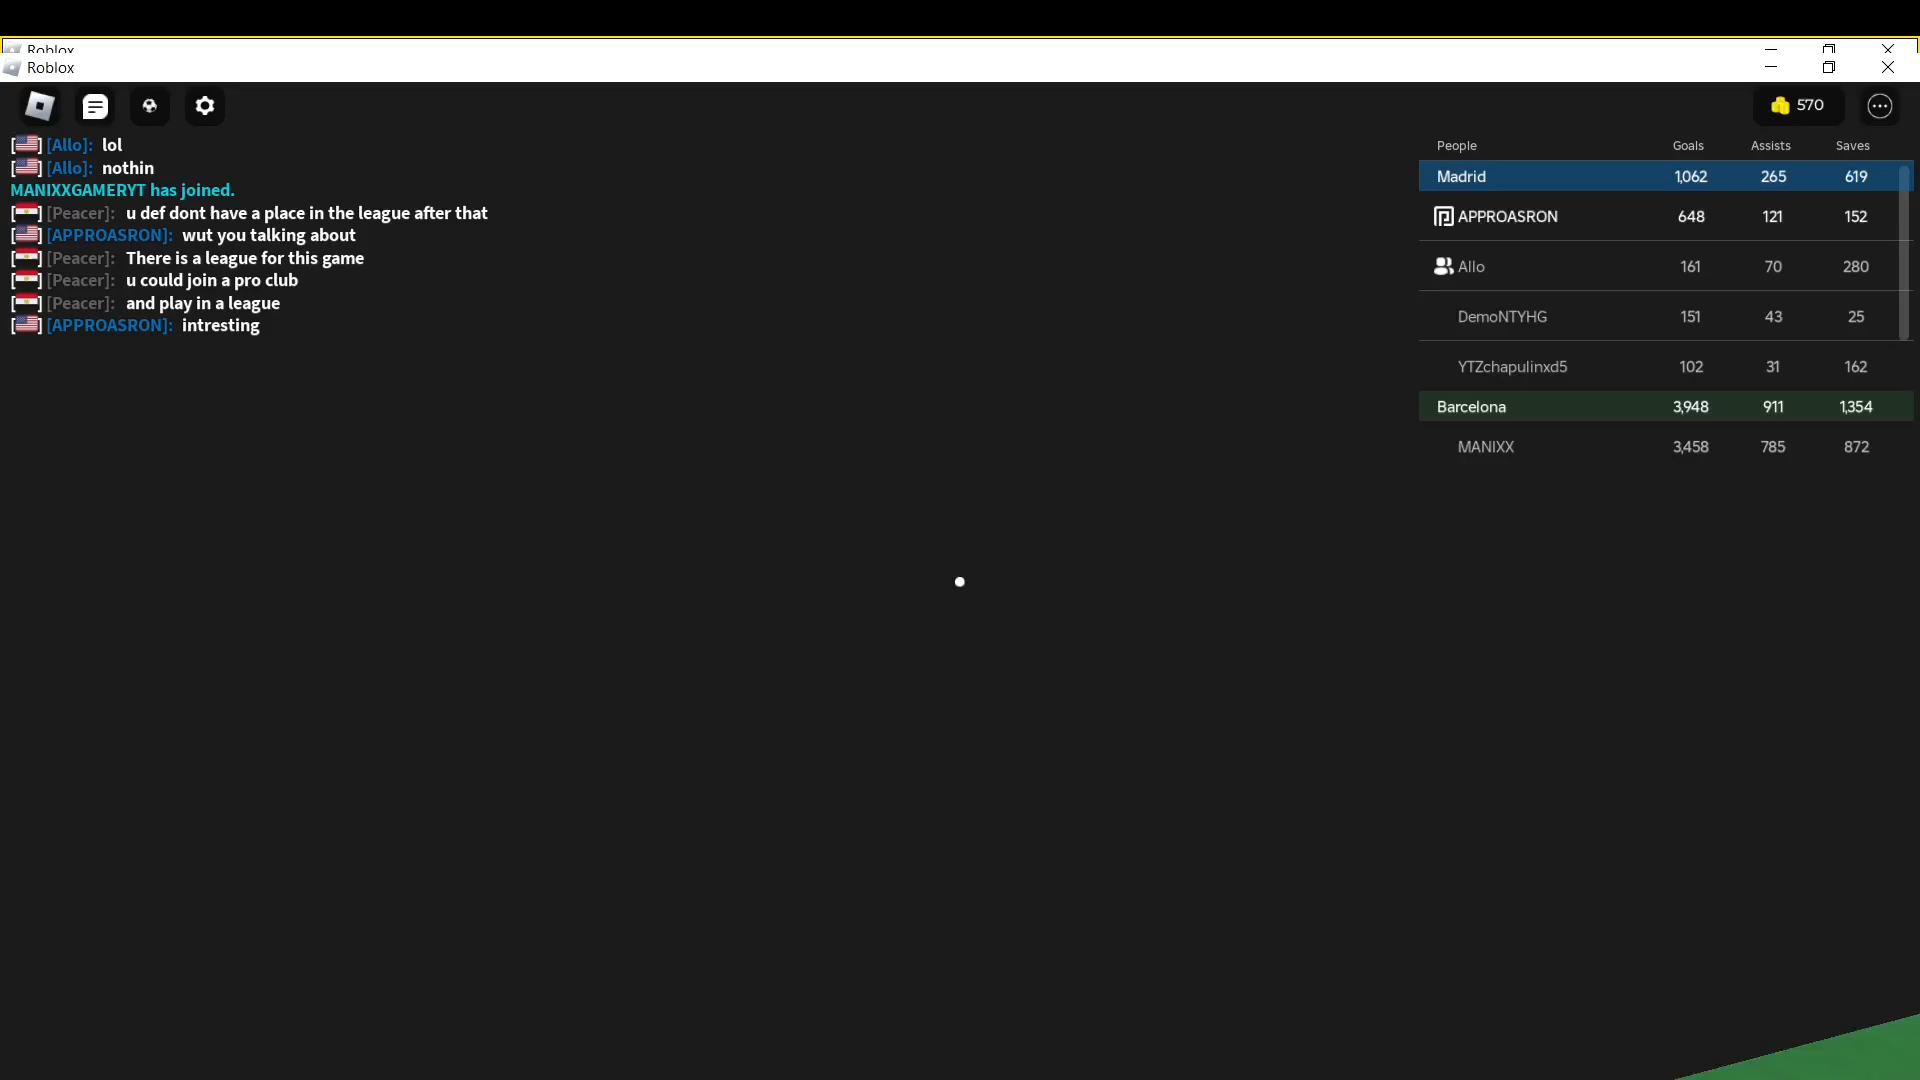 Roblox
Roblox
570
[Allo]: lol
[Allo]: nothin
MANIXXGAMERYT has joined.
[Peacer]: u def dont have a place in the league after that
[APPROASRON]: wut you talking about
[Peacer]: There is a league for this game
[Peacer]: u could join a pro club
[Peacer]: and play in a league
[APPROASRON]: intresting
People Goals Assists Saves
Madrid 1,062 265 619
APPROASRON 648 121 152
Allo 161 70 280
DemoNTYHG 151 43 25
YTZchapulinxd5 102 31 162
Barcelona 3,948 911 1,354
MANIXX 3,458 785 872